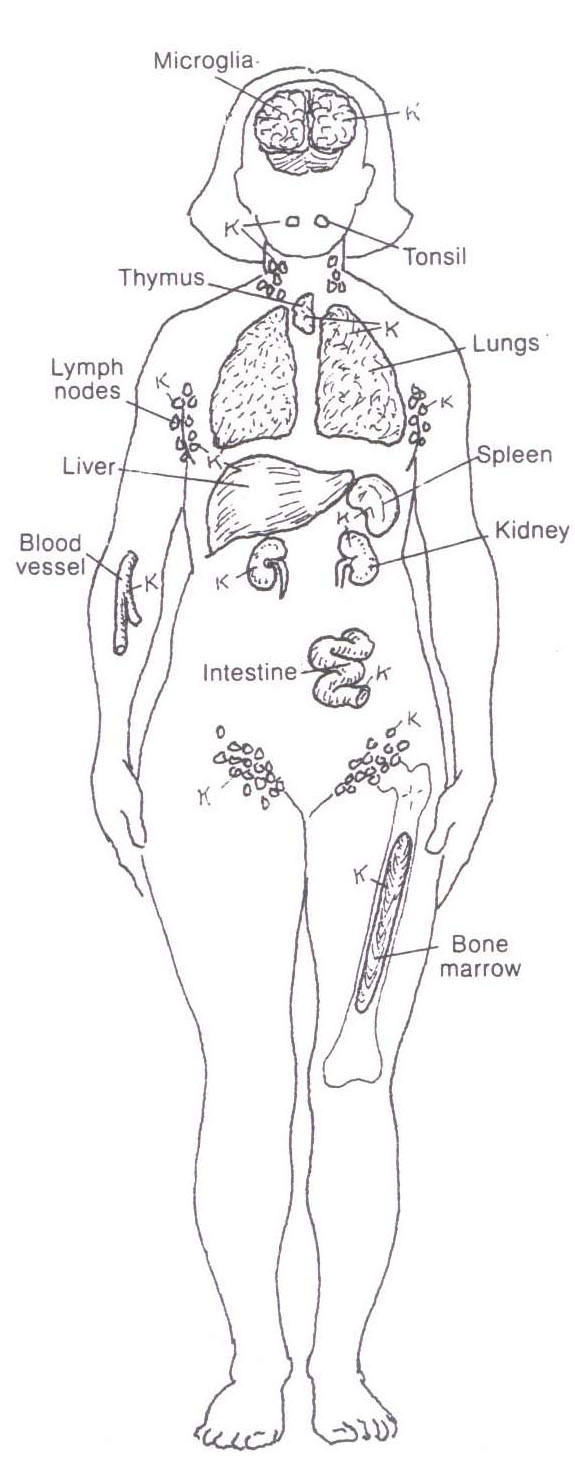 Microglia
K
K
Tonsil
Thymus
K
Lungs
Lymph
nodes
K
K
K
Liver
Spleen
K
Blood
vessel
K
K
Kidney
Intestine
K
K
K
K
Bone
marrow